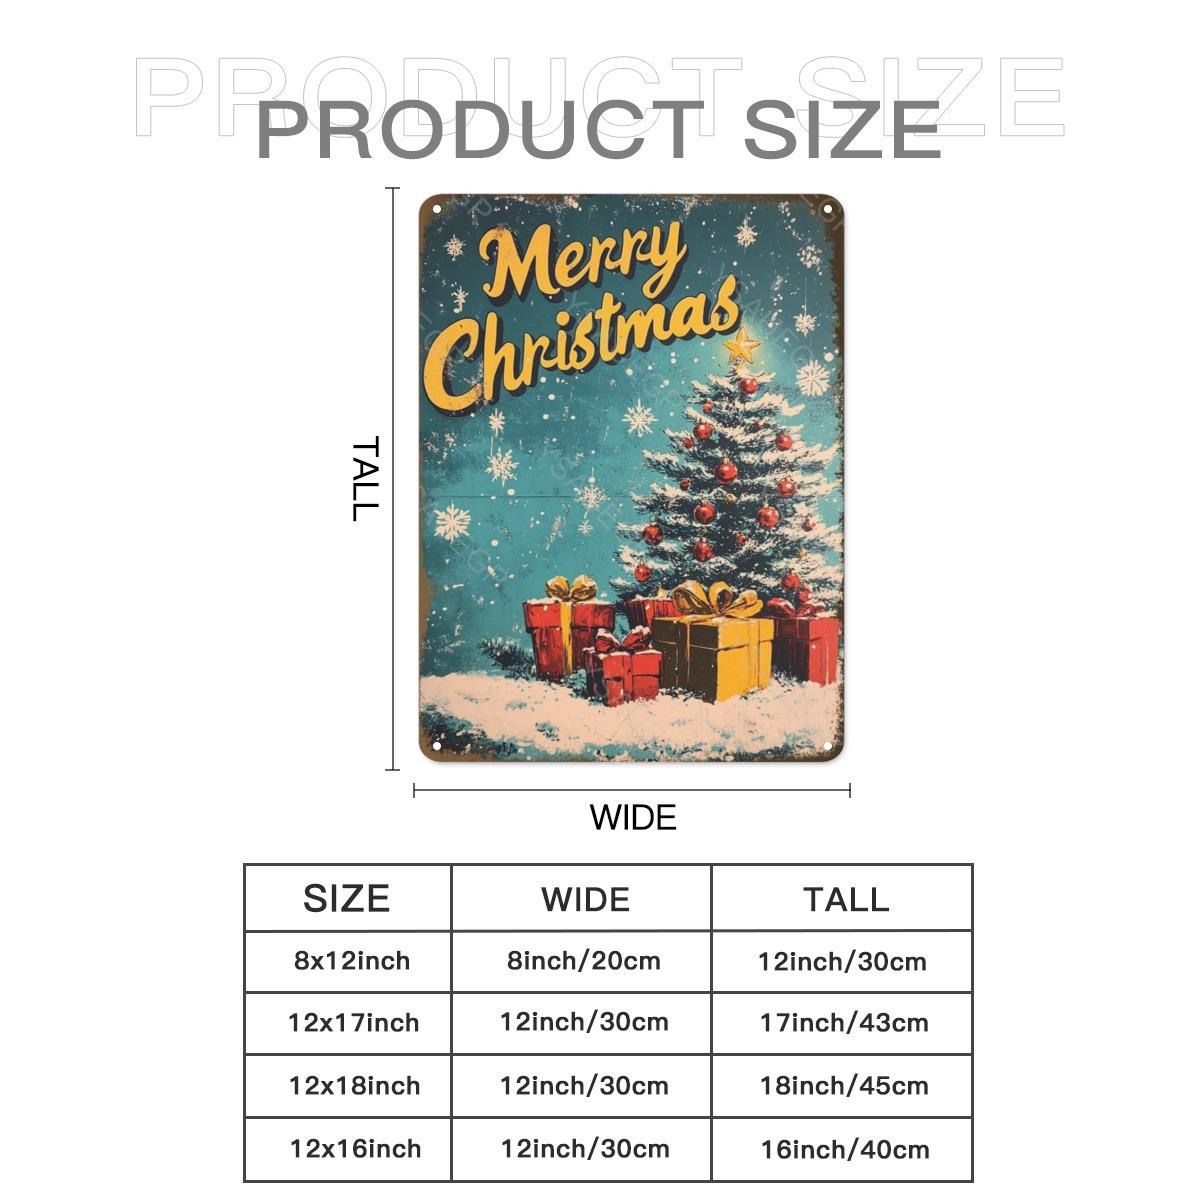 PRODUCT SIZE
PRODUCT SIZE
Merry
Christmas
TALL
WIDE
SIZE WIDE TALL
8x12inch 8inch/20cm 12inch/30cm
12x17inch 12inch/30cm 17inch/43cm
12x18inch 12inch/30cm 18inch/45cm
12x16inch 12inch/30cm 16inch/40cm